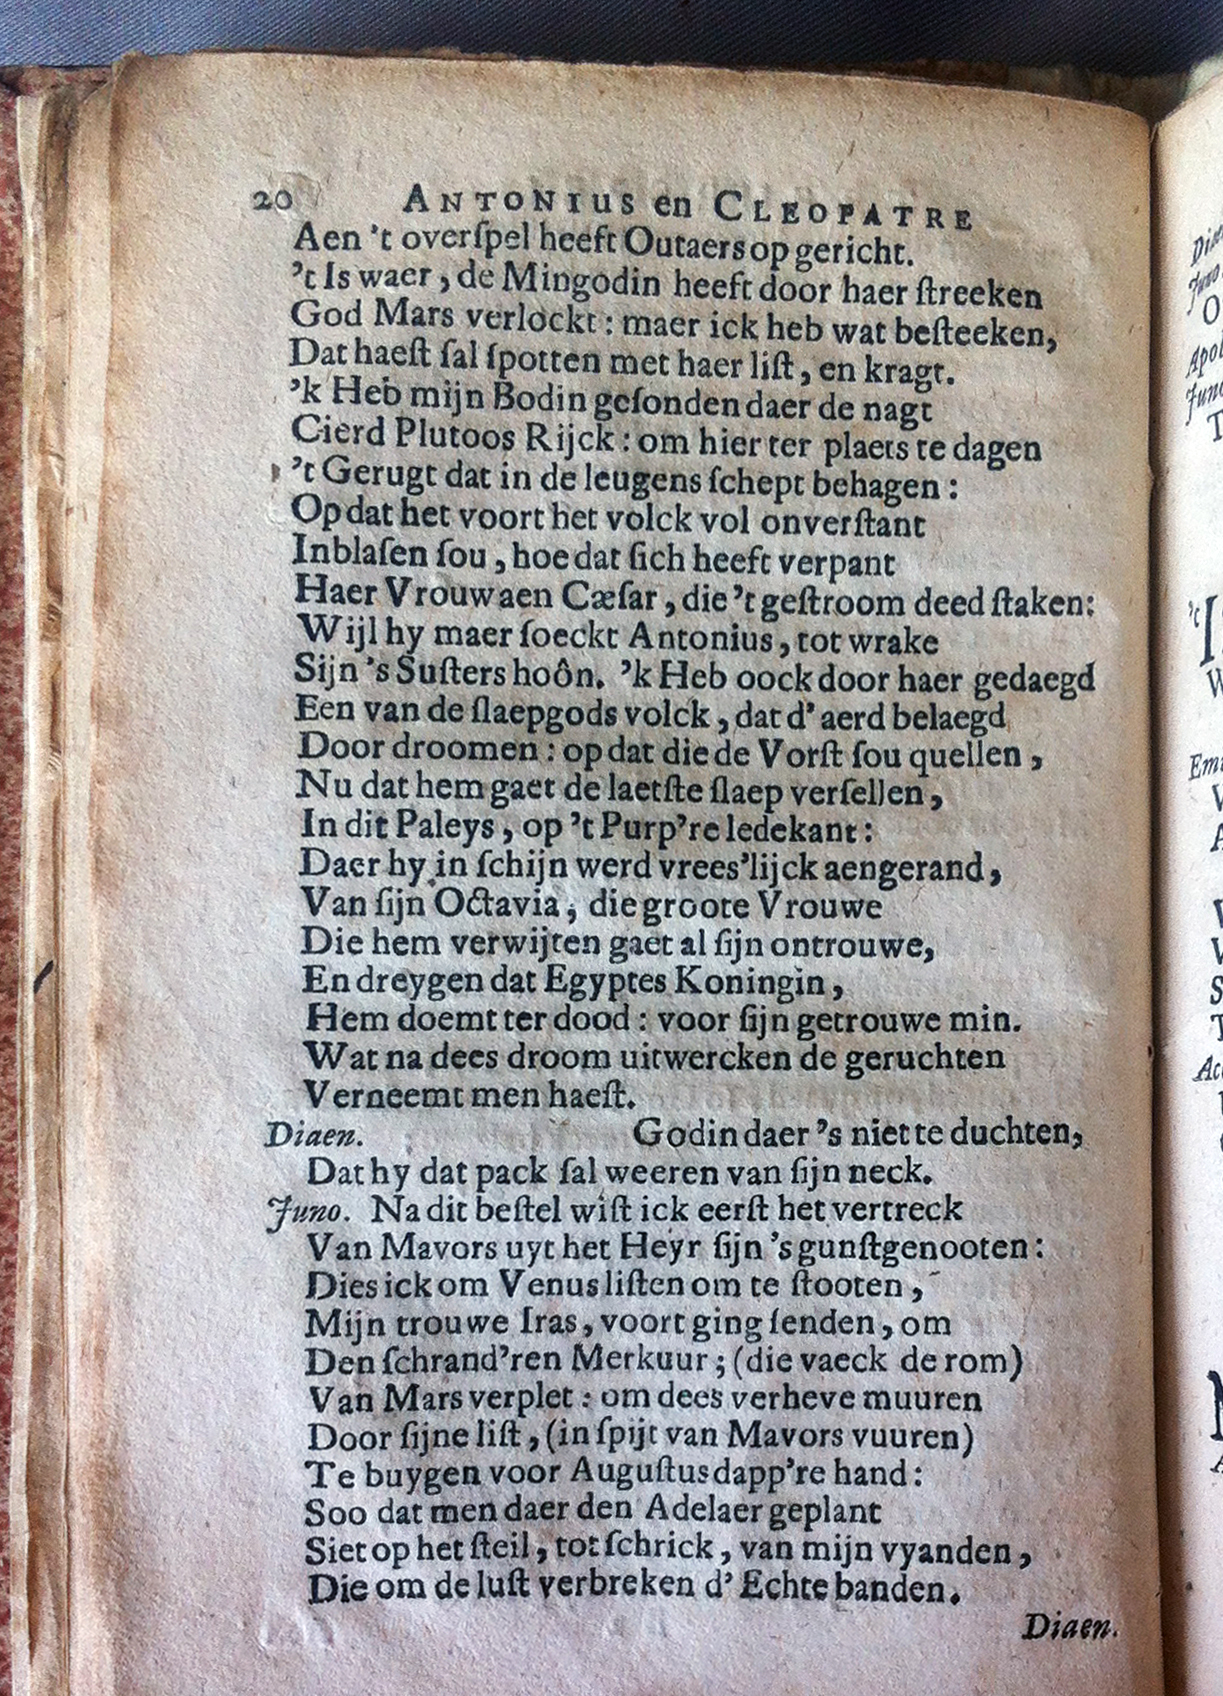 20 ANTONIUS en CLEOPATRE
Aen 't overſpel heeft Outaers op gericht.
't Is waer, de Mingodin heeft door haer ſtreeken
God Mars verlockt: maer ick heb wat beſteeken,
Dat haeſt ſal ſpotten met haer liſt, en kragt.
'k Heb mijn Bodin geſonden daer de nagt
Cierd Plutoos Rijck: om hier ter plaets te dagen
't Gerugt dat in de leugens ſchept behagen:
Op dat het voort het volck vol onverſtant
Inblaſen ſou, hoe dat ſich heeft verpant
Haer Vrouw aen Cæſar, die 't geſtroom deed ſtaken:
Wijl hy maer ſoeckt Antonius, tot wrake
Sijn 's Suſters hoôn. 'k Heb oock door haer gedaegd
Een van de ſlaepgods volck, dat d' aerd belaegd
Door droomen: op dat die de Vorſt ſou quellen,
Nu dat hem gaet de laetſte ſlaep verſellen,
In dit Paleys, op 't Purp're ledekant:
Daer hy in ſchijn werd vrees'lijck aengerand,
Van ſijn Octavia, die groote Vrouwe
Die hem verwijten gaet al ſijn ontrouwe,
En dreygen dat Egyptes Koningin,
Hem doemt ter dood: voor ſijn getrouwe min.
Wat na dees droom uitwercken de geruchten
Verneemt men haeſt.
Diaen. Godin daer 's niet te duchten,
Dat hy dat pack ſal weeren van ſijn neck.
Juno. Na dit beſtel wiſt ick eerſt het vertreck
Van Mavors uyt het Heyr ſijn 's gunſtgenooten:
Dies ick om Venus liſten om te ſtooten,
Mijn trouwe Iras, voort ging ſenden, om
Den ſchrand'ren Merkuur; (die vaeck de rom)
Van Mars verplet: om dees verheve muuren
Door ſijne liſt, (in ſpijt van Mavors vuuren)
Te buygen voor Auguſtus dapp're hand:
Soo dat men daer den Adelaer geplant
Siet op het ſteil, tot ſchrick, van mijn vyanden,
Die om de luſt verbreken d' Echte banden.
Diaen.